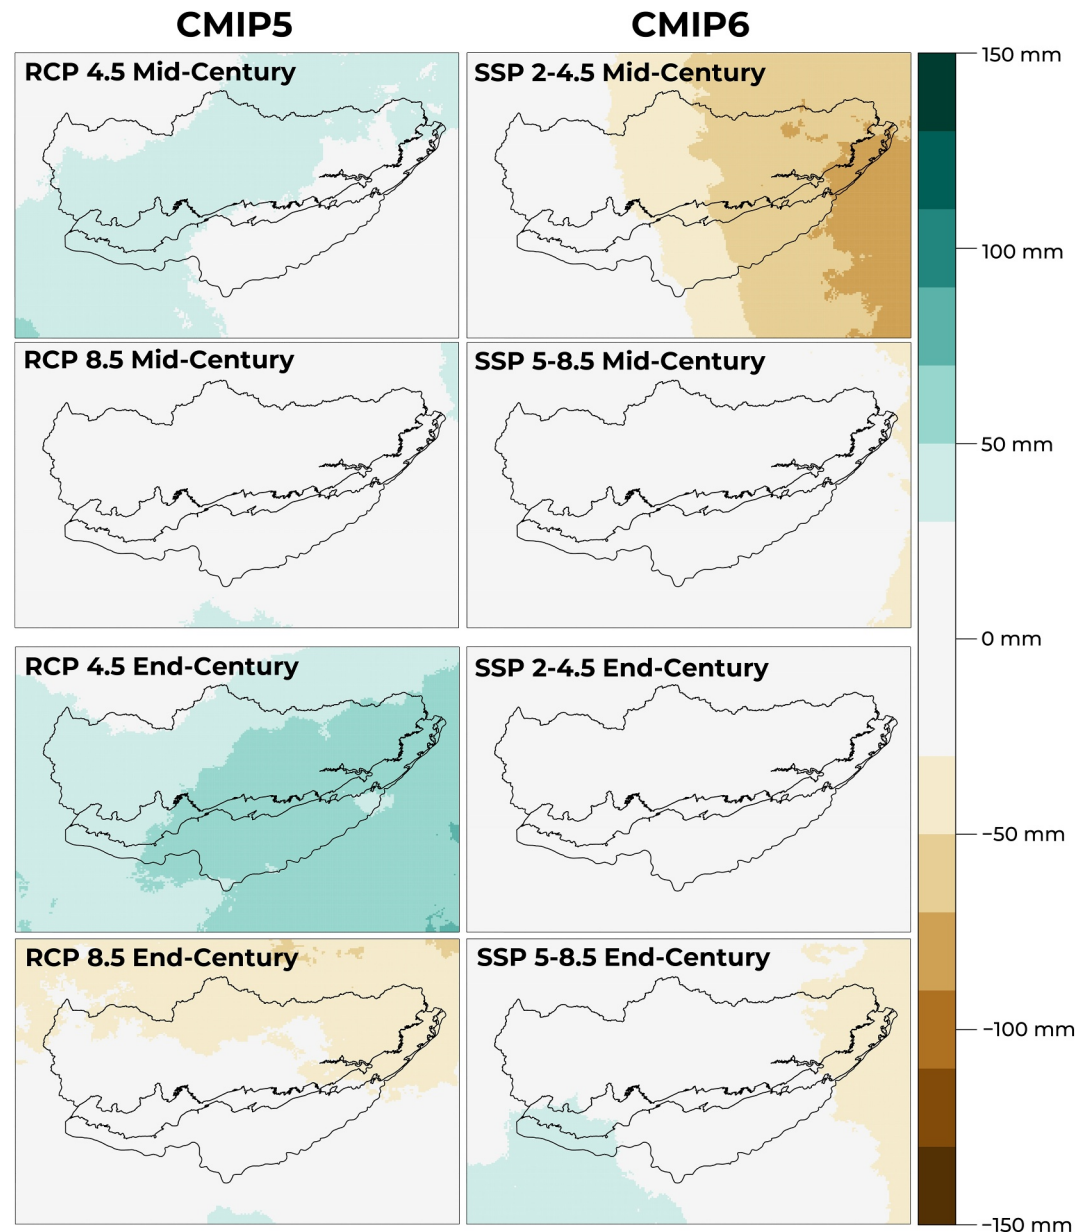 CMIP5
CMIP6
RCP 4.5 Mid-Century
SSP 2-4.5 Mid-Century
RCP 8.5 Mid-Century
SSP 5-8.5 Mid-Century
RCP 4.5 End-Century
SSP 2-4.5 End-Century
RCP 8.5 End-Century
SSP 5-8.5 End-Century
150 mm
100 mm
50 mm
0 mm
−50 mm
−100 mm
−150 mm